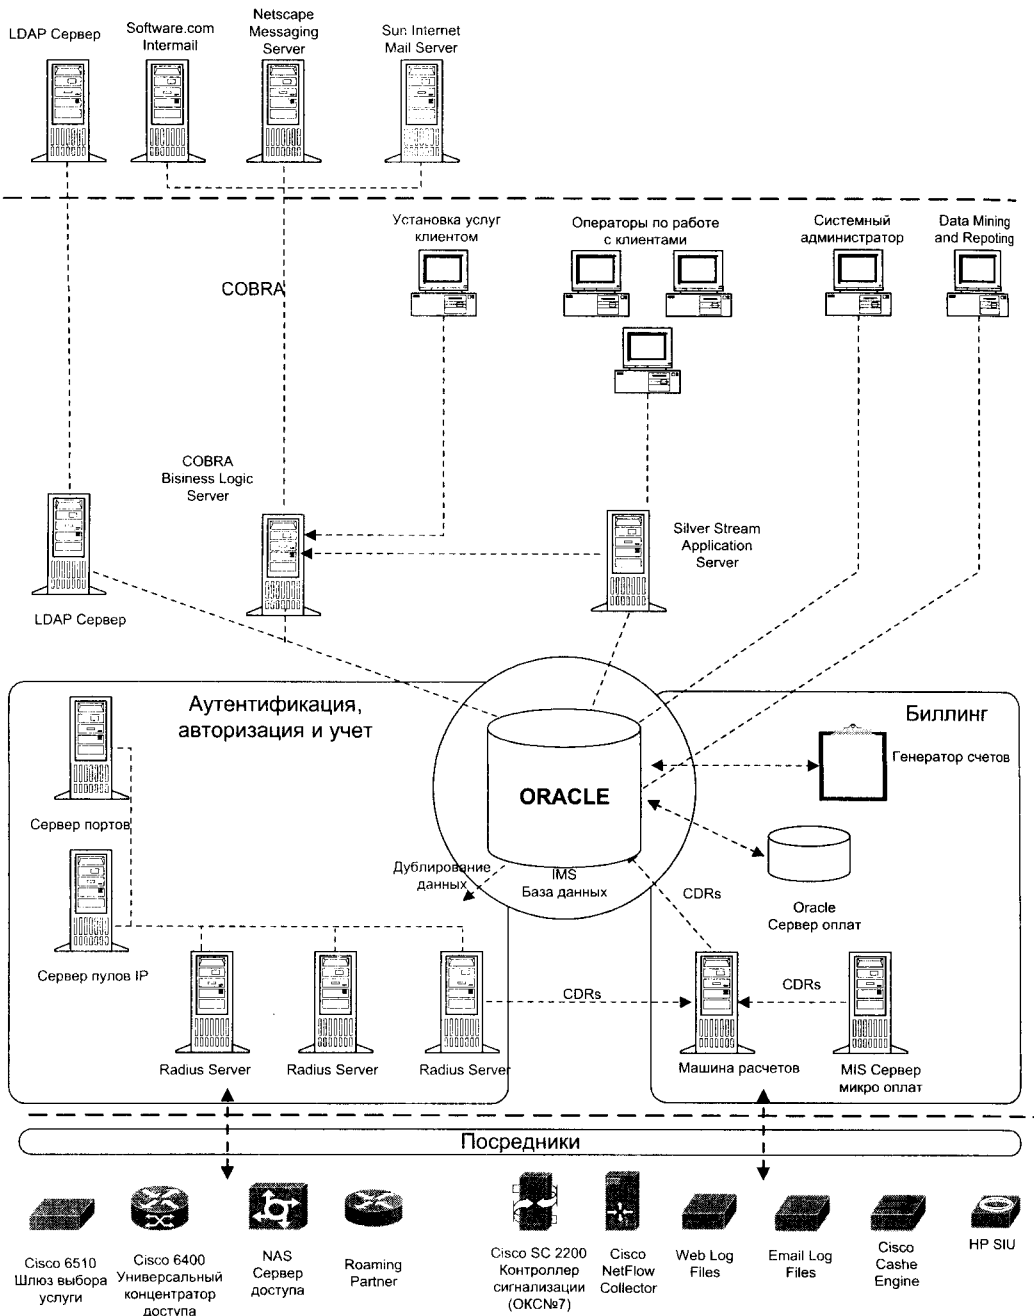 LDAP Сервер
Software.com
Intermail
Netscape
Messaging
Server
Sun Internet
Mail Server
Установка услуг
клиентом
Операторы по работе
с клиентами
Системный
администратор
Data Mining
and Repoting
COBRA
COBRA
Bisiness Logic
Server
Silver Stream
Application
Server
LDAP Сервер
Аутентификация,
авторизация и учет
Биллинг
Генератор счетов
ORACLE
Сервер портов
Дублирование
данных
IMS
База данных
CDRs
Oracle
Сервер оплат
Сервер пулов IP
CDRs
CDRs
Radius Server
Radius Server
Radius Server
Машина расчетов
MIS Сервер
микро оплат
Посредники
Cisco 6510
Шлюз выбора
услуги
Cisco 6400
Универсальный
концентратор
доступа
NAS
Сервер
доступа
Roaming
Partner
Cisco SC 2200
Контроллер
сигнализации
(ОКС№7)
Cisco
NetFlow
Collector
Web Log
Files
Email Log
Files
Cisco
Cashe
Engine
HP SIU